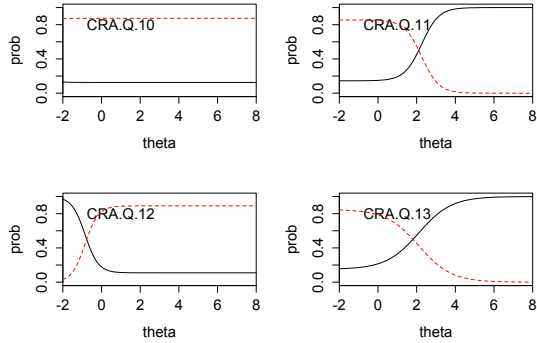 CRA.Q.10
prob
0.0 0.4 0.8
-2 0 2 4 6 8
theta
CRA.Q.11
prob
0.0 0.4 0.8
-2 0 2 4 6 8
theta
CRA.Q.12
prob
0.0 0.4 0.8
-2 0 2 4 6 8
theta
CRA.Q.13
prob
0.0 0.4 0.8
-2 0 2 4 6 8
theta